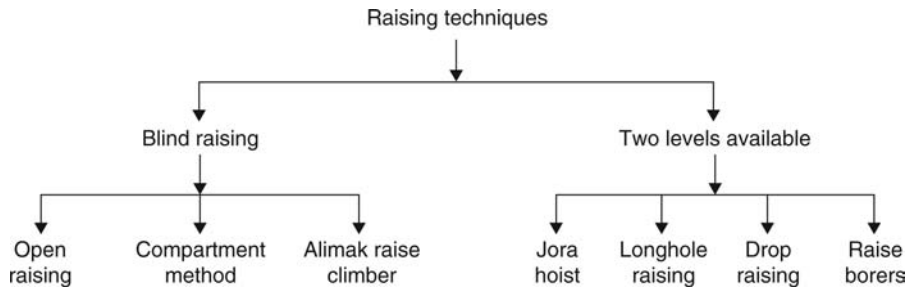 Raising techniques
Blind raising
Two levels available
Open
raising
Compartment
method
Alimak raise
climber
Jora
hoist
Longhole
raising
Drop
raising
Raise
borers